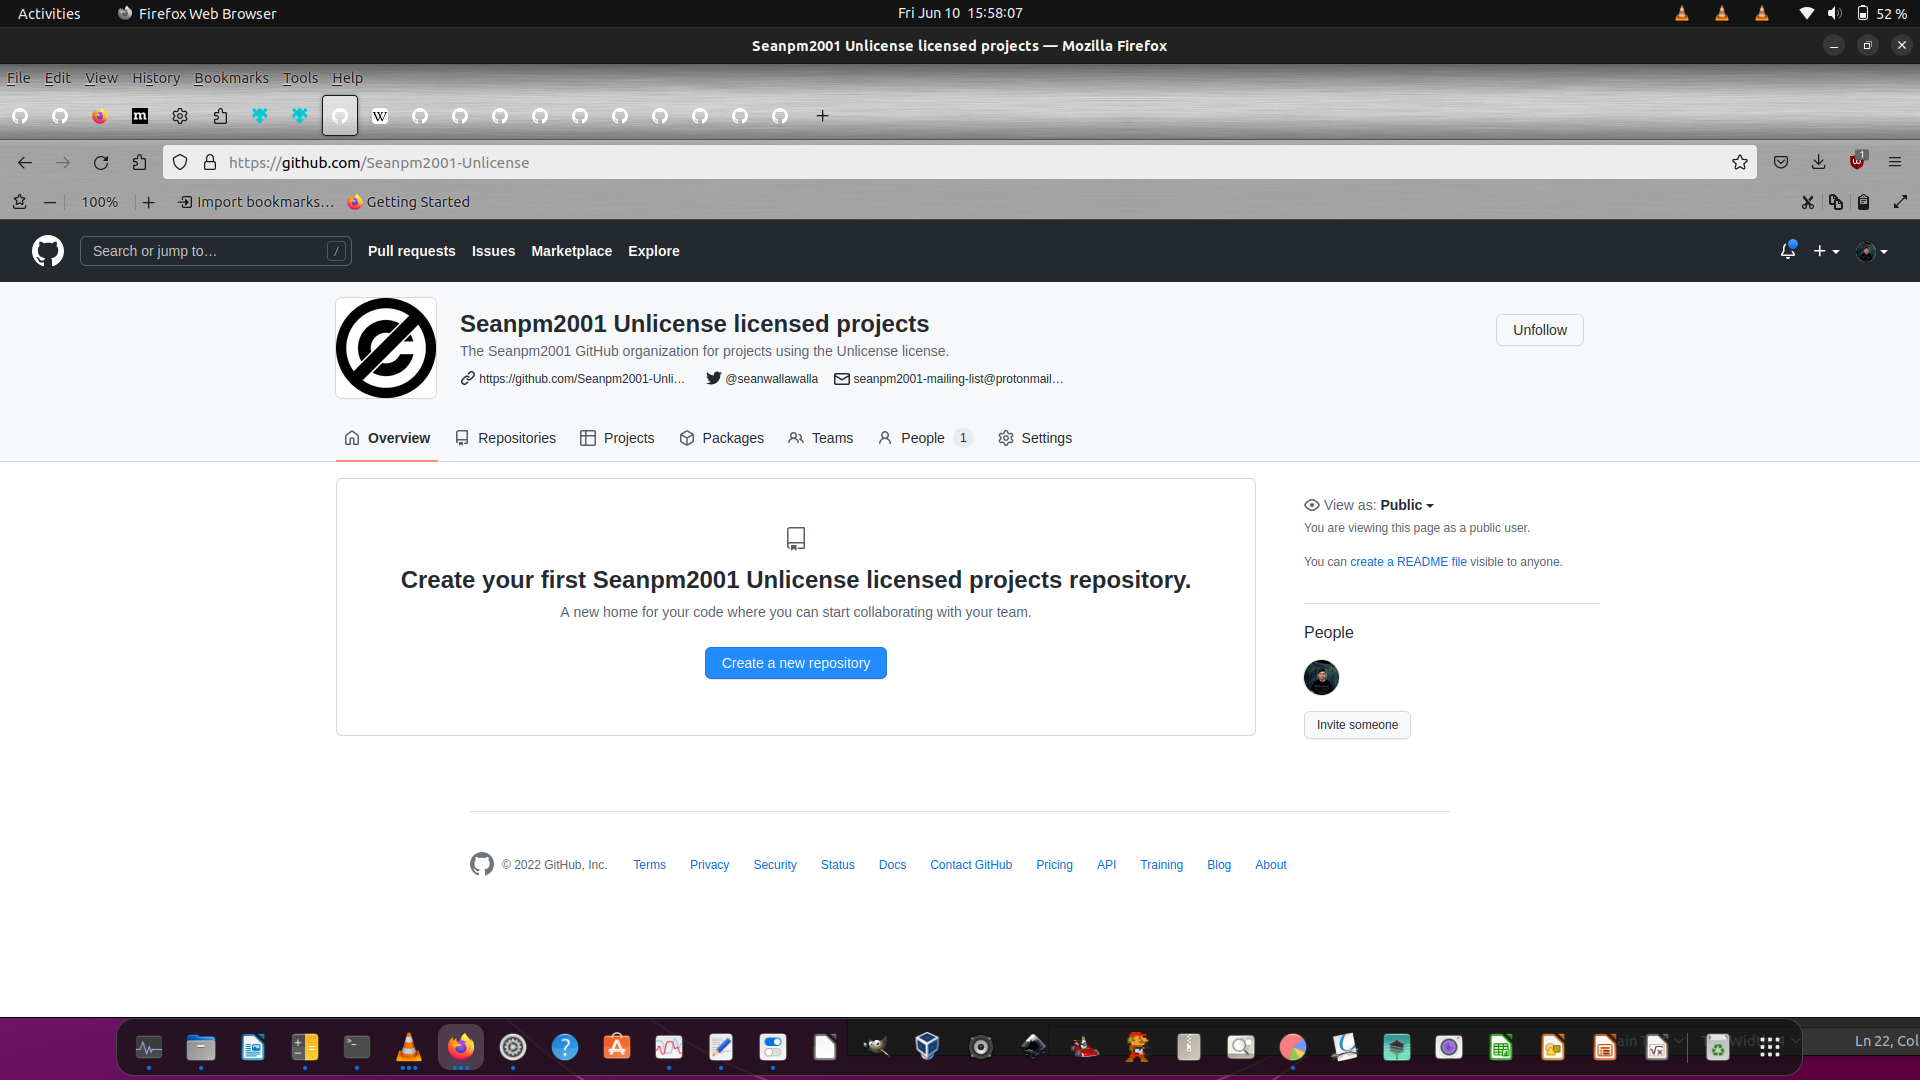 Activities Firefox Web Browser Fri Jun 10 15:58:07 52 %
Seanpm2001 Unlicense licensed projects — Mozilla Firefox
File Edit View History Bookmarks Tools Help
https://github.com/Seanpm2001-Unlicense 1
100% Import bookmarks... Getting Started
Search or jump to... / Pull requests Issues Marketplace Explore
Seanpm2001 Unlicense licensed projects
Unfollow
The Seanpm2001 GitHub organization for projects using the Unlicense license.
https://github.com/Seanpm2001-Unli... @seanwallawalla seanpm2001-mailing-list@protonmail...
Overview Repositories Projects Packages Teams People 1 Settings
View as: Public
You are viewing this page as a public user.
You can create a README file visible to anyone.
Create your first Seanpm2001 Unlicense licensed projects repository.
A new home for your code where you can start collaborating with your team.
Create a new repository
People
Invite someone
© 2022 GitHub, Inc. Terms Privacy Security Status Docs Contact GitHub Pricing API Training Blog About
Ln 22, Col